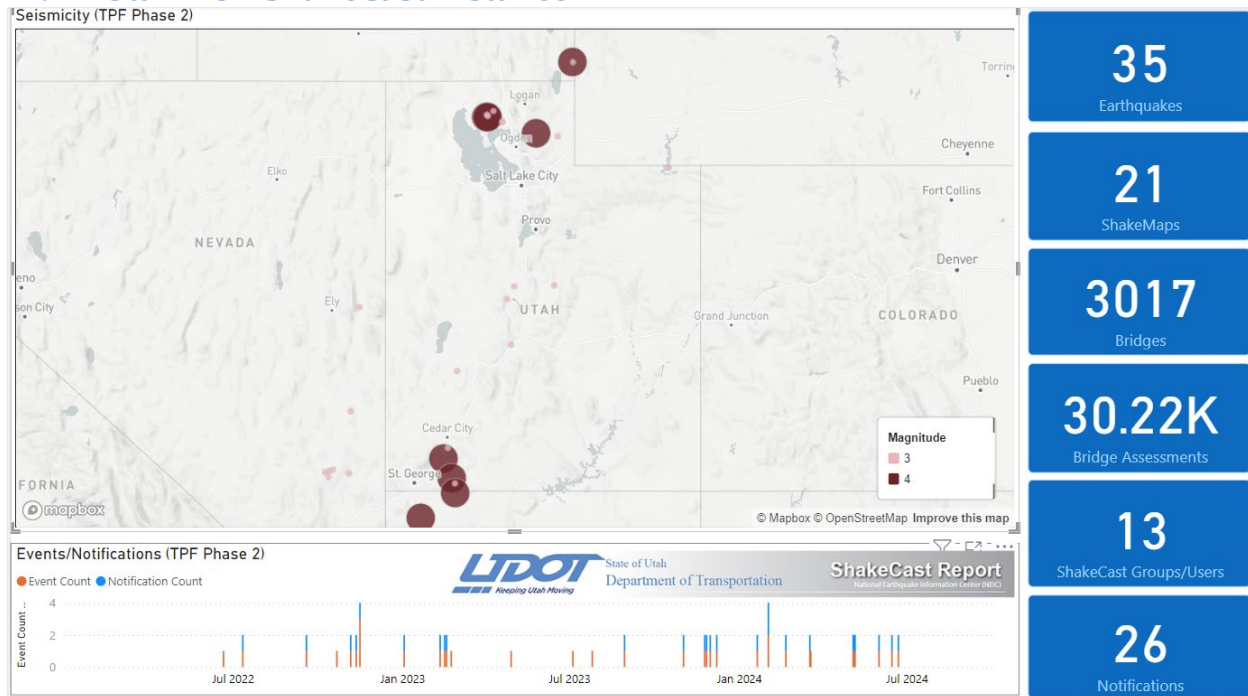 Seismicity (TPF Phase 2)
Logan
Torrin
Ogden
Cheyenne
Elko
Salt Lake City
Fort Collins
Provo
NEVADA
Denver
eno
Ely
UTAH
son City
Grand Junction
COLORADO
Pueblo
Cedar City
Magnitude
3
4
St. George
FORNIA
mapbox
© Mapbox © OpenStreetMap Improve this map
35
Earthquakes
21
ShakeMaps
3017
Bridges
30.22K
Bridge Assessments
13
ShakeCast Groups/Users
26
Notifications
Events/Notifications (TPF Phase 2)
Event Count Notification Count
UDOT
Keeping Utah Moving
State of Utah
Department of Transportation
ShakeCast Report
National Earthquake Information Center (NEIC)
Event Count ...
4
2
0
Jul 2022 Jan 2023 Jul 2023 Jan 2024 Jul 2024